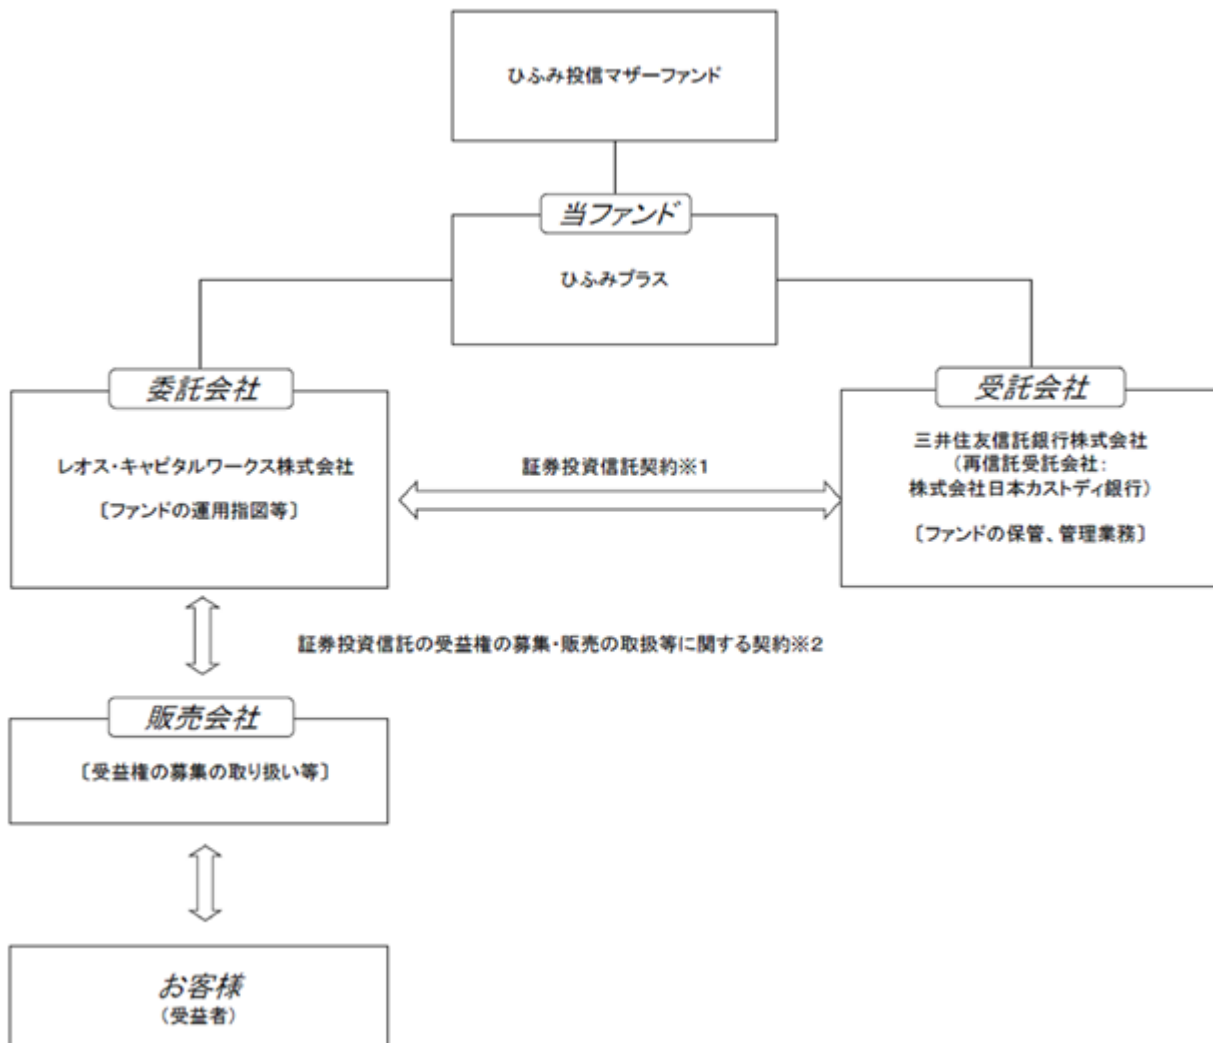 ひふみ投信マザーファンド
当ファンド
ひふみプラス
委託会社
レオス・キャピタルワークス株式会社
〔ファンドの運用指図等〕
証券投資信託契約※1
受託会社
三井住友信託銀行株式会社
(再信託受託会社:
株式会社日本カストディ銀行)
〔ファンドの保管、管理業務〕
証券投資信託の受益権の募集・販売の取扱等に関する契約※2
販売会社
〔受益権の募集の取り扱い等〕
お客様
(受益者)